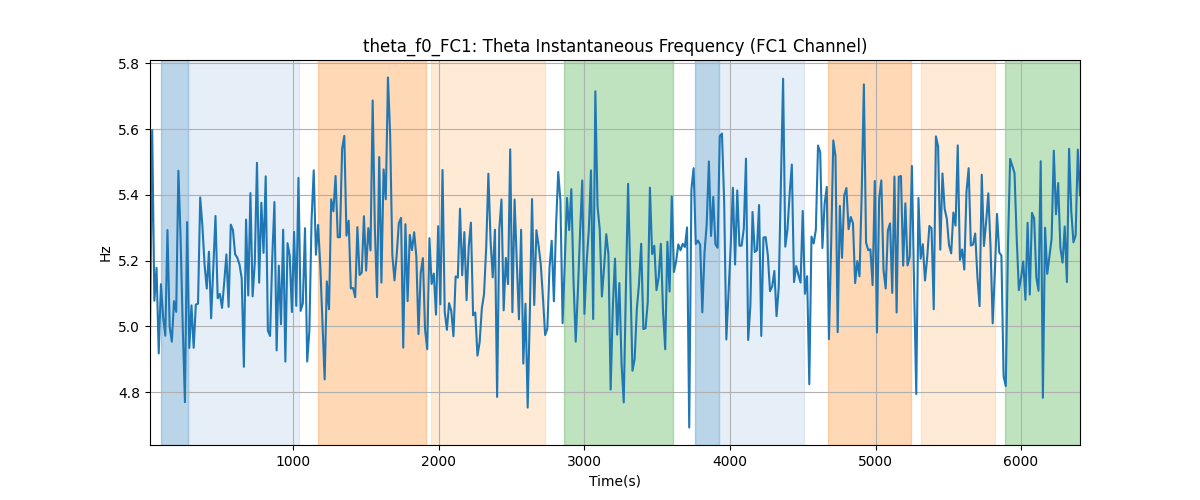 theta_f0_FC1: Theta Instantaneous Frequency (FC1 Channel)
5.8
5.6
5.4
5.2
5.0
4.8
Hz
1000 2000 3000 4000 5000 6000
Time(s)